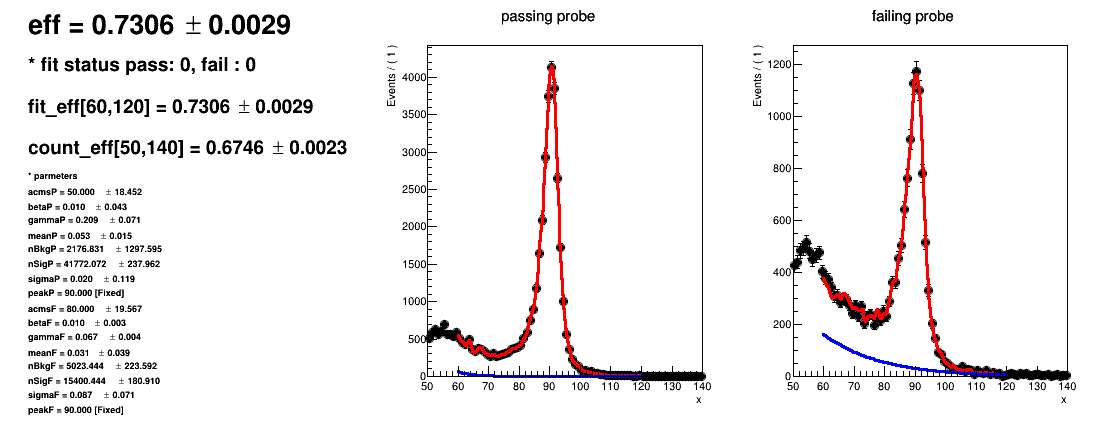 eff = 0.7306 ± 0.0029
* fit status pass: 0, fail : 0
fit_eff[60,120] = 0.7306 ± 0.0029
count_eff[50,140] = 0.6746 ± 0.0023
* parmeters
acmsP = 50.000 ± 18.452
betaP = 0.010 ± 0.043
gammaP = 0.209 ± 0.071
meanP = 0.053 ± 0.015
nBkgP = 2176.831 ± 1297.595
nSigP = 41772.072 ± 237.962
sigmaP = 0.020 ± 0.119
peakP = 90.000 [Fixed]
acmsF = 80.000 ± 19.567
betaF = 0.010 ± 0.003
gammaF = 0.067 ± 0.004
meanF = 0.031 ± 0.039
nBkgF = 5023.444 ± 223.592
nSigF = 15400.444 ± 180.910
sigmaF = 0.087 ± 0.071
peakF = 90.000 [Fixed]
passing probe
Events / ( 1 )
4000
3500
3000
2500
2000
1500
1000
500
0
50 60 70 80 90 100 110 120 130 140
x
failing probe
Events / ( 1 )
1200
1000
800
600
400
200
0
50 60 70 80 90 100 110 120 130 140
x